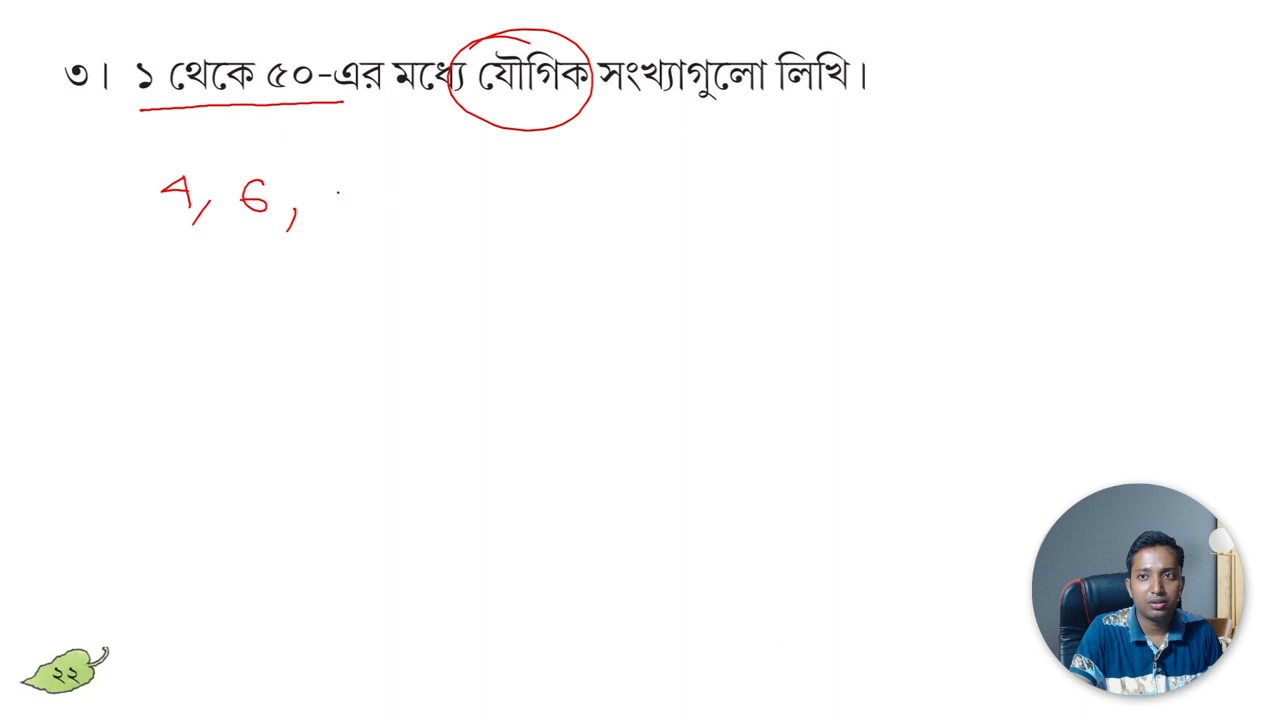 ৩। ১ থেকে ৫০-এর মধ্যে যৌগিক সংখ্যাগুলো লিখি।
4, 6,
২২